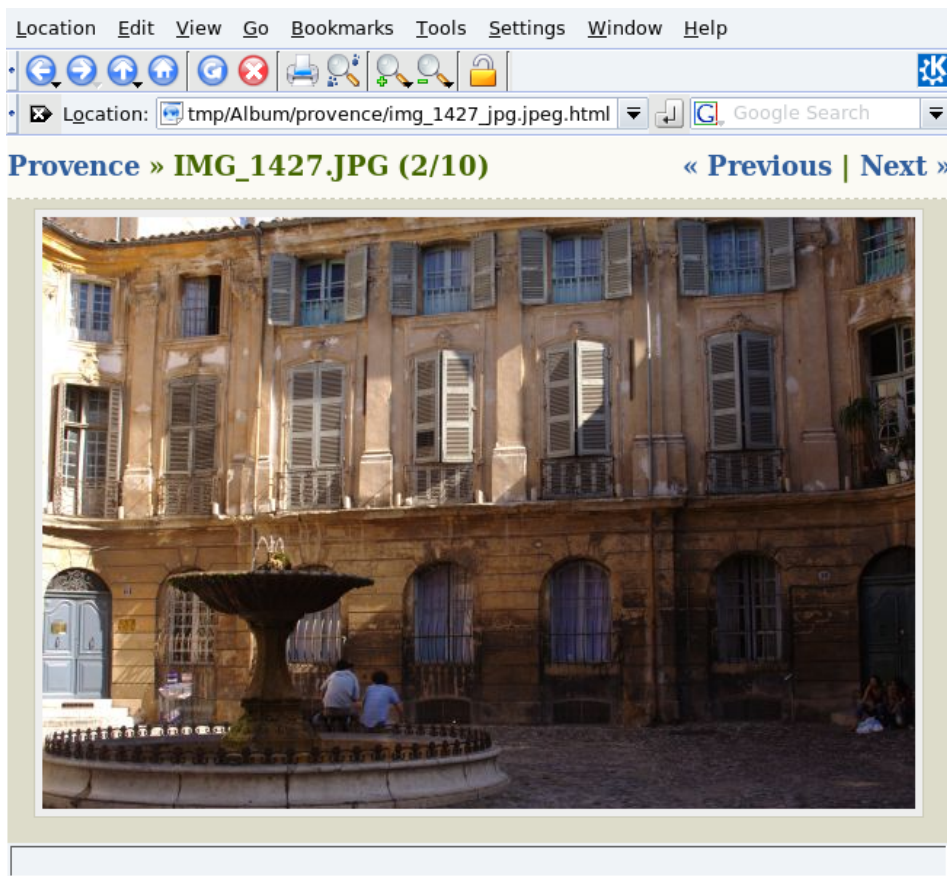 Location Edit View Go Bookmarks Tools Settings Window Help
Location: tmp/Album/provence/img_1427_jpg.jpeg.html G Google Search
Provence » IMG_1427.JPG (2/10) « Previous | Next »